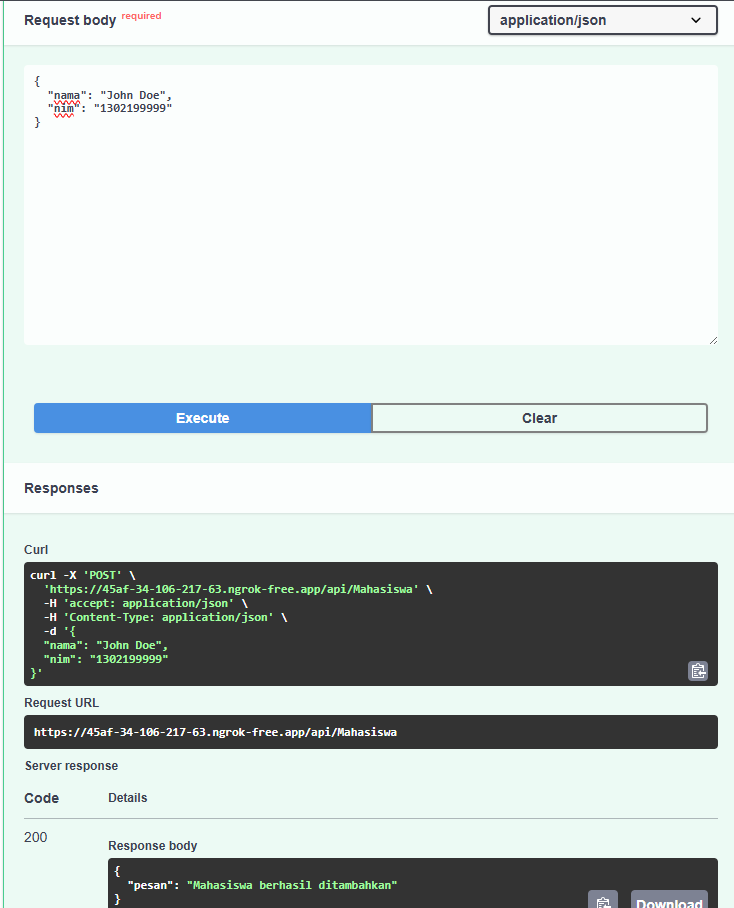 Request body required
application/json
{
  "nama": "John Doe",
  "nim": "1302199999"
}
Execute
Clear
Responses
Curl
curl -X 'POST' \
  'https://45af-34-106-217-63.ngrok-free.app/api/Mahasiswa' \
  -H 'accept: application/json' \
  -H 'Content-Type: application/json' \
  -d '{
  "nama": "John Doe",
  "nim": "1302199999"
}'
Request URL
https://45af-34-106-217-63.ngrok-free.app/api/Mahasiswa
Server response
Code
Details
200
Response body
{
  "pesan": "Mahasiswa berhasil ditambahkan"
}
Download